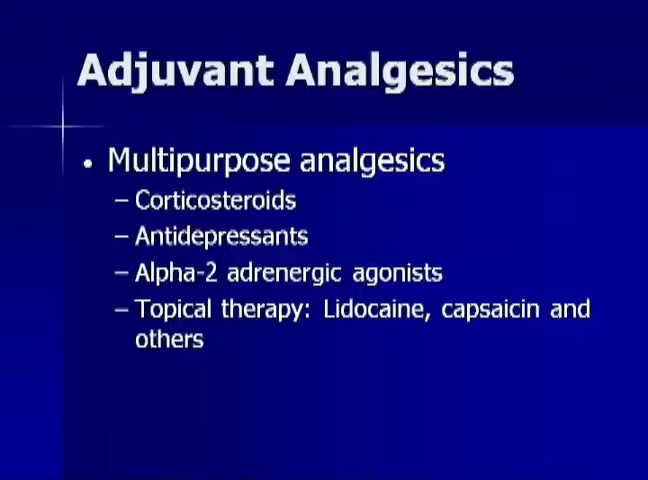 Adjuvant Analgesics
• Multipurpose analgesics
– Corticosteroids
– Antidepressants
– Alpha-2 adrenergic agonists
– Topical therapy: Lidocaine, capsaicin and
others